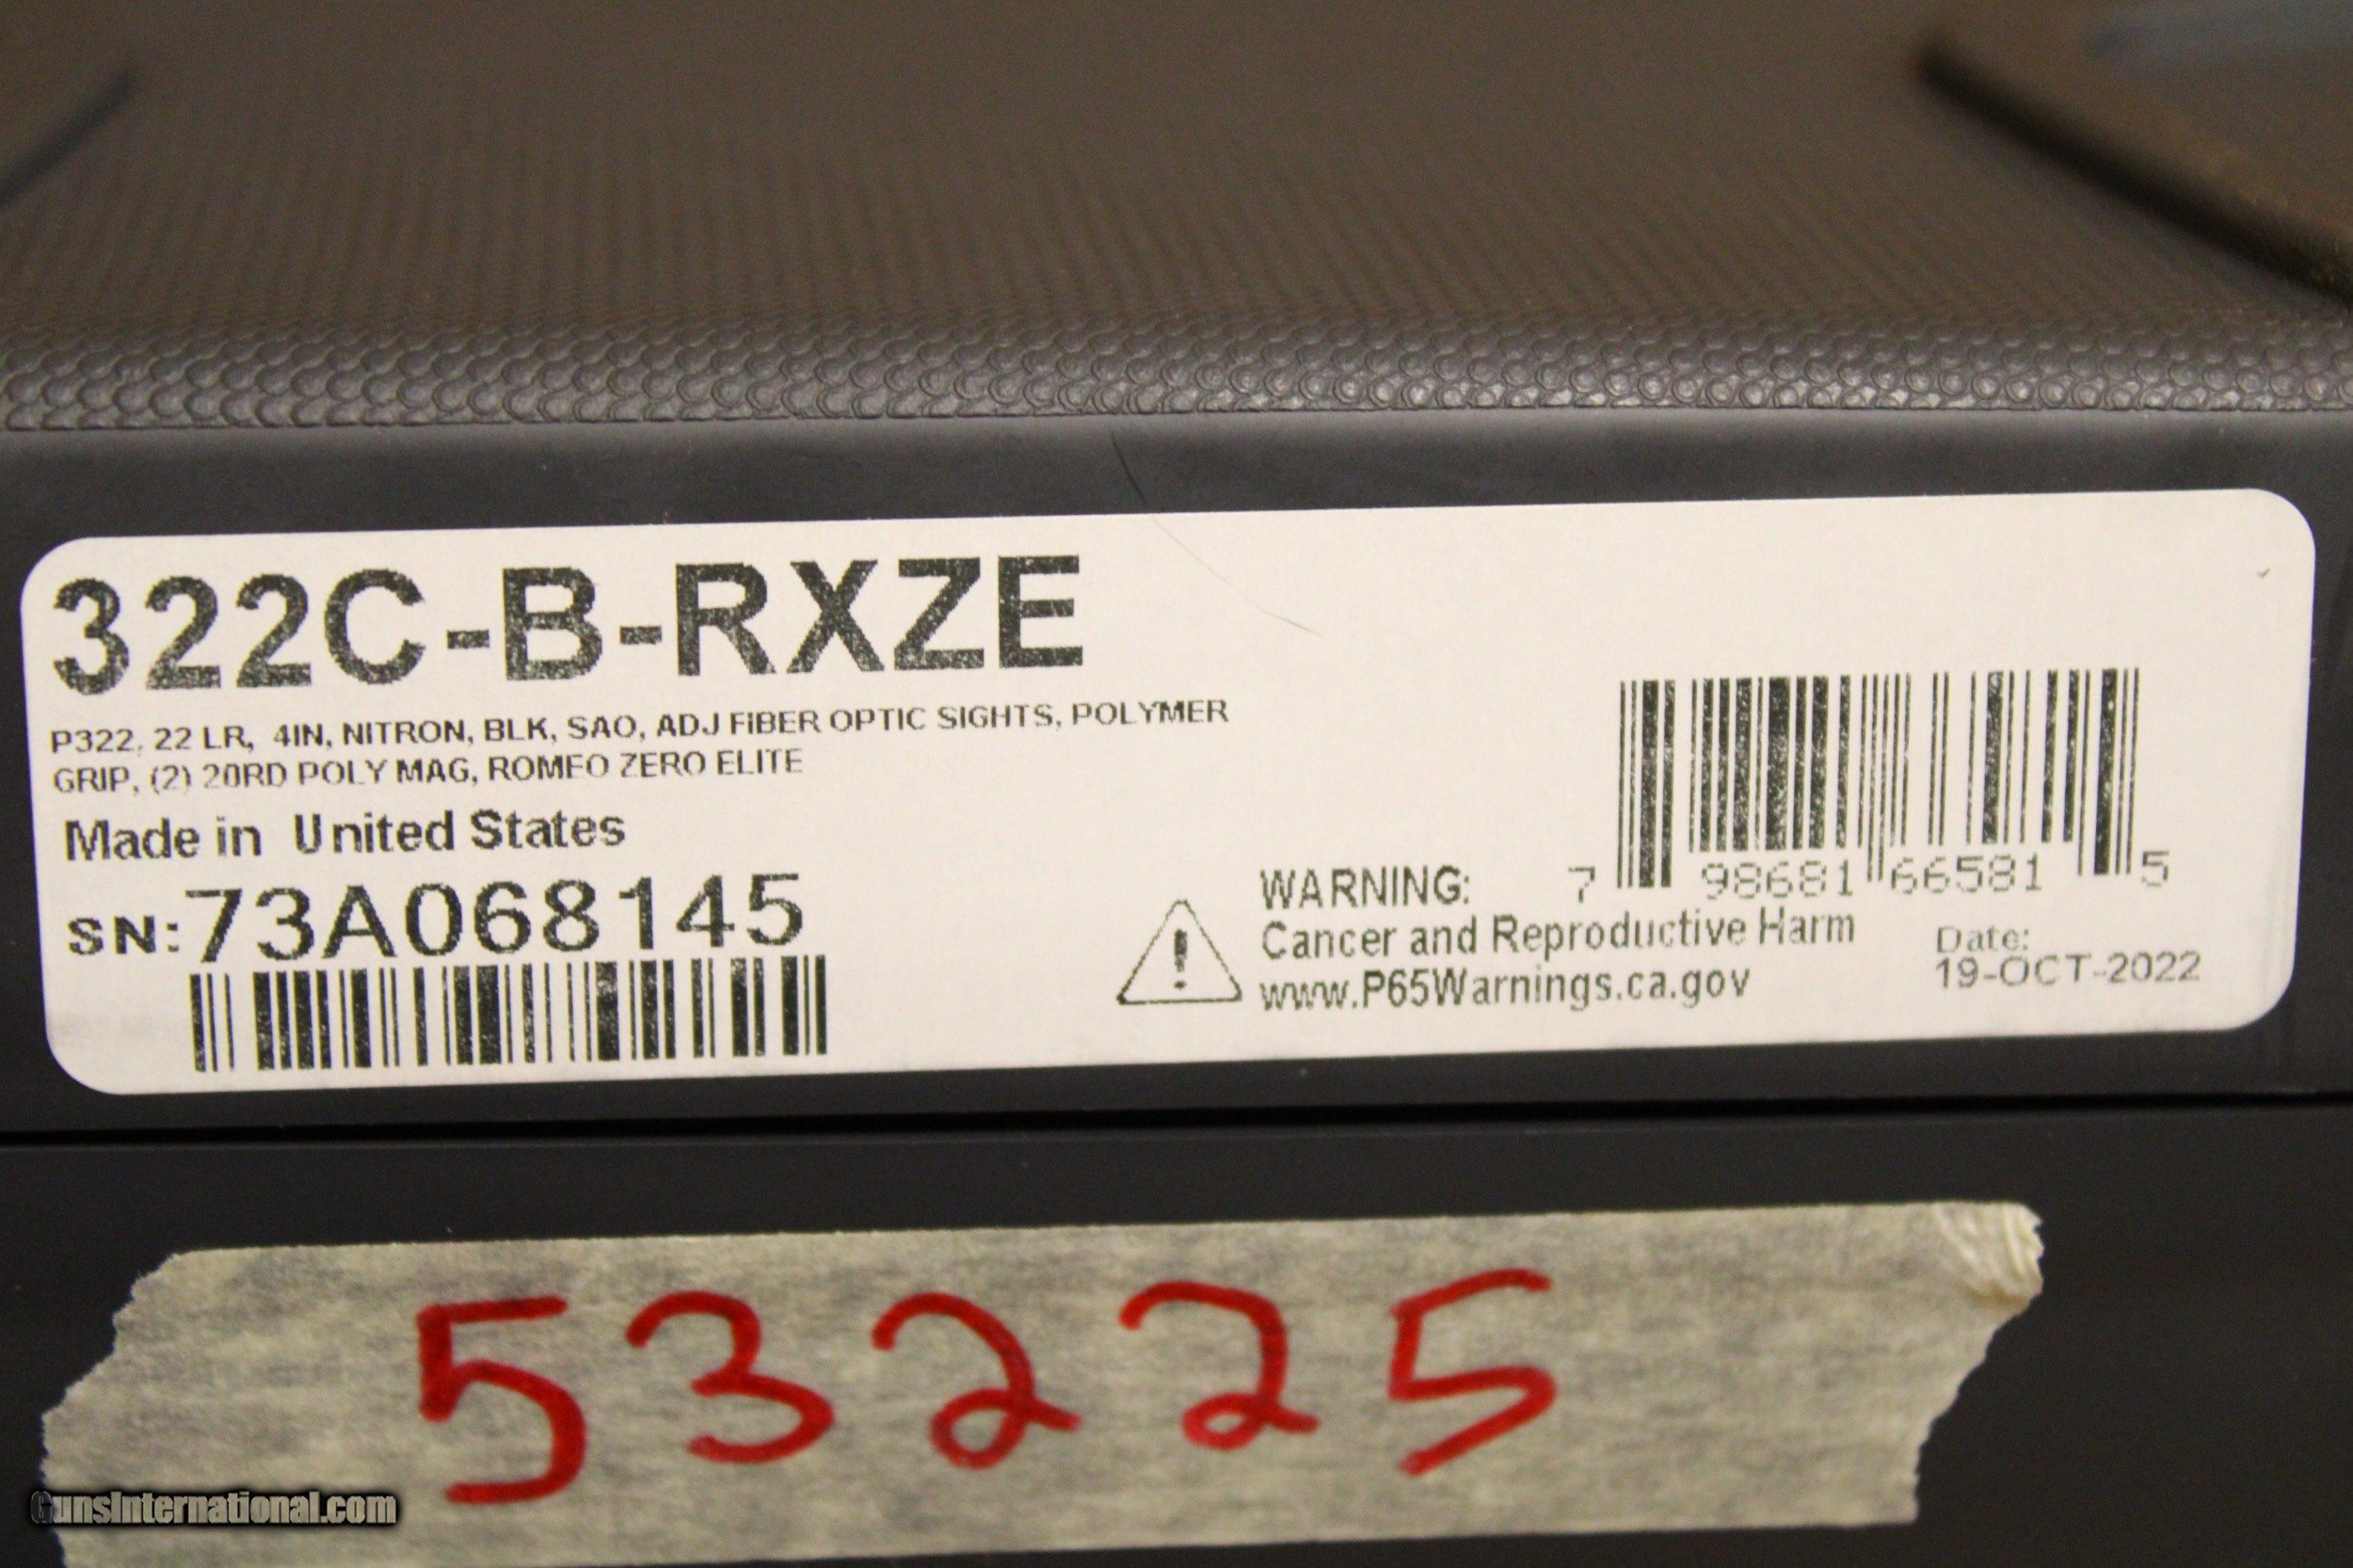 322C-B-RXZE
P322, 22 LR, 4IN, NITRON, BLK, SAO, ADJ FIBER OPTIC SIGHTS, POLYMER
GRIP, (2) 20RD POLY MAG, ROMEO ZERO ELITE
Made in United States
SN:73A068145
7 98681 66581 5
WARNING:
Cancer and Reproductive Harm
www.P65Warnings.ca.gov
Date:
19-OCT-2022
53225
GunsInternational.com